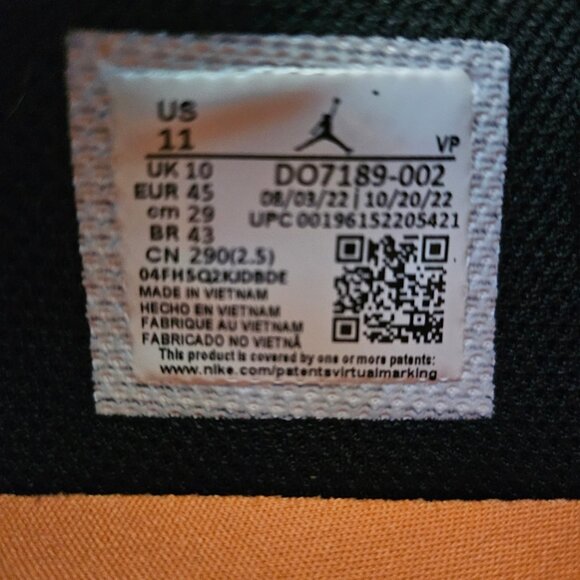 US
11
VP
UK 10
EUR 45
cm 29
BR 43
CN 290(2.5)
DO7189-002
08/03/22 | 10/20/22
UPC 00196152205421
04FHSQ2KJDBDE
MADE IN VIETNAM
HECHO EN VIETNAM
FABRIQUE AU VIETNAM
FABRICADO NO VIETNÃ
This product is covered by one or more patents:
www.nike.com/patentsvirtualmarking